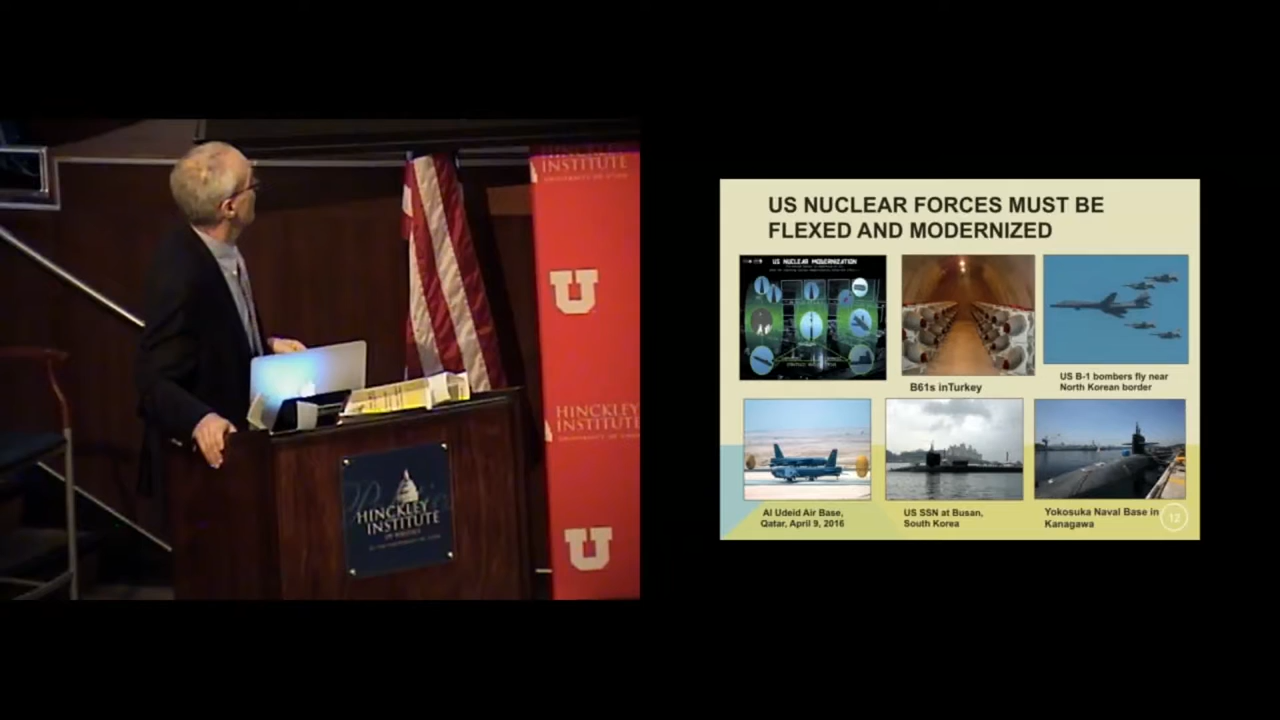 HINCKLEY
INSTITUTE
U
HINCKLEY
INSTITUTE
U
HINCKLEY
INSTITUTE
OF POLITICS
US NUCLEAR FORCES MUST BE
FLEXED AND MODERNIZED
US NUCLEAR MODERNIZATION
B61s inTurkey
US B-1 bombers fly near
North Korean border
Al Udeid Air Base,
Qatar, April 9, 2016
US SSN at Busan,
South Korea
Yokosuka Naval Base in
Kanagawa
12